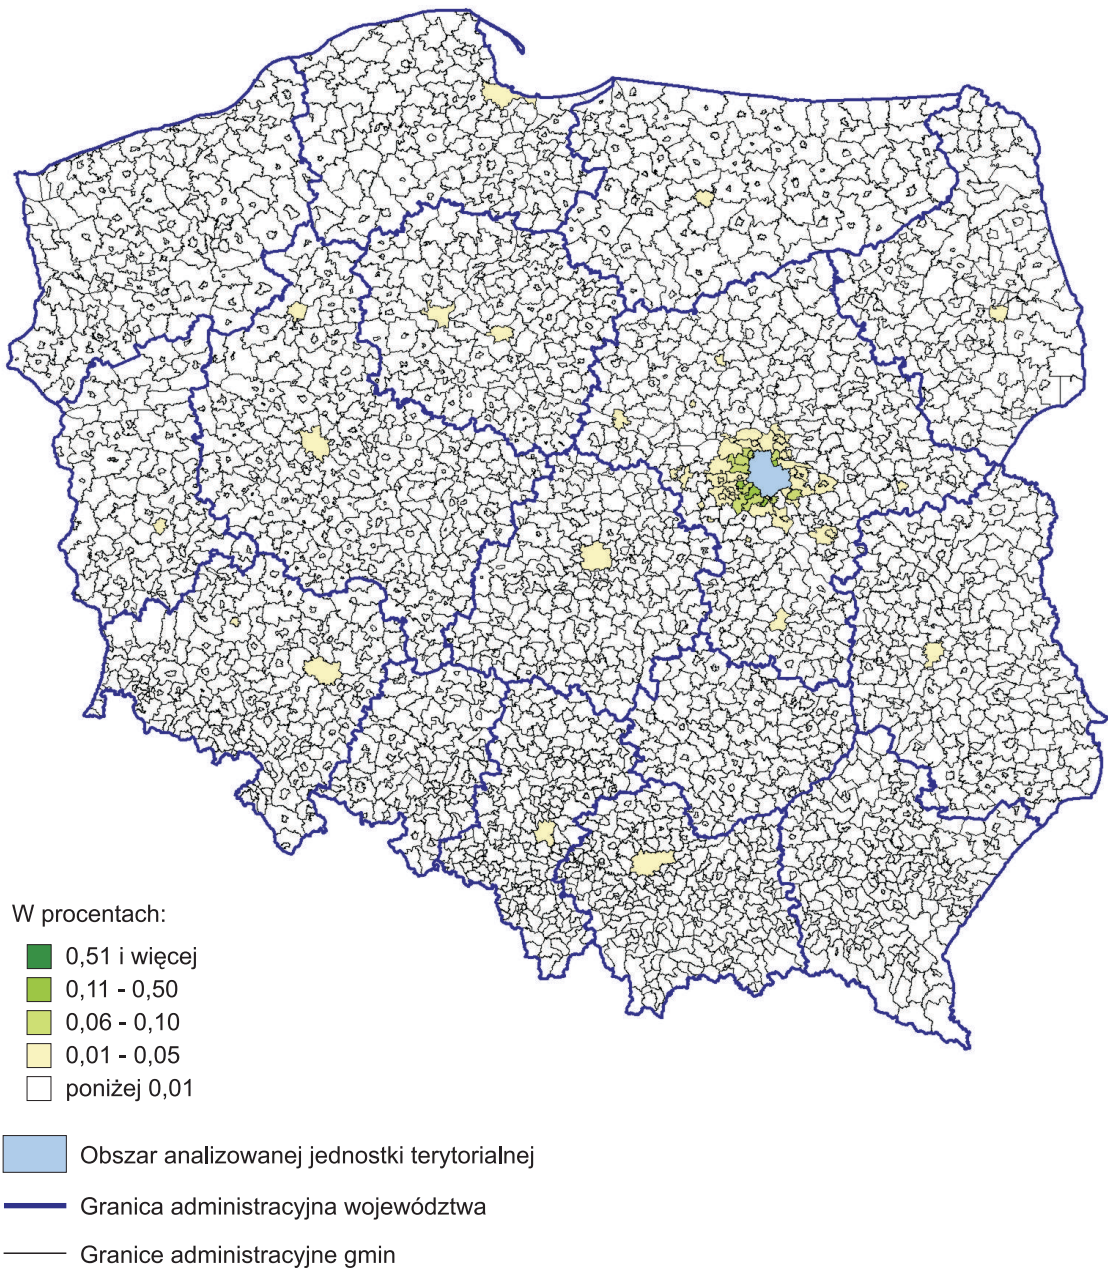 W procentach:
0,51 i więcej
0,11 - 0,50
0,06 - 0,10
0,01 - 0,05
poniżej 0,01
Obszar analizowanej jednostki terytorialnej
Granica administracyjna województwa
Granice administracyjne gmin